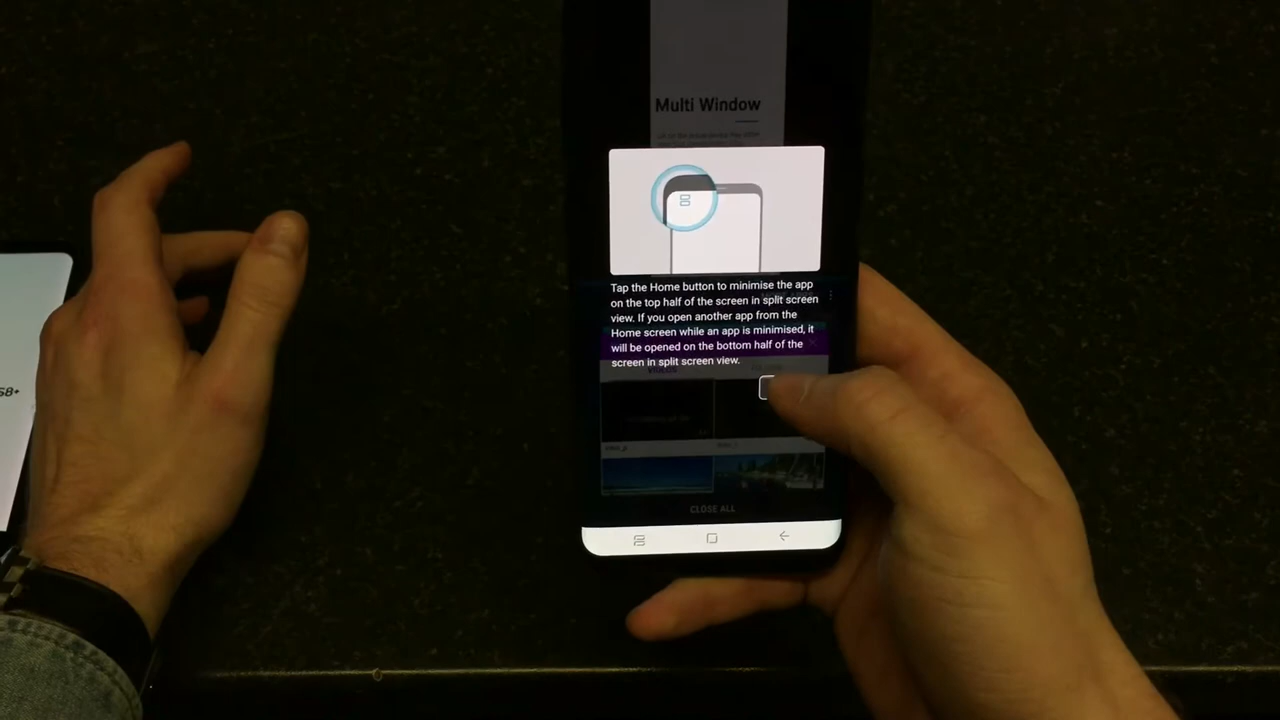 Multi Window
Tap the Home button to minimise the app
on the top half of the screen in split screen
view. If you open another app from the
Home screen while an app is minimised, it
will be opened on the bottom half of the
screen in split screen view.
VIDEOS
CLOSE ALL